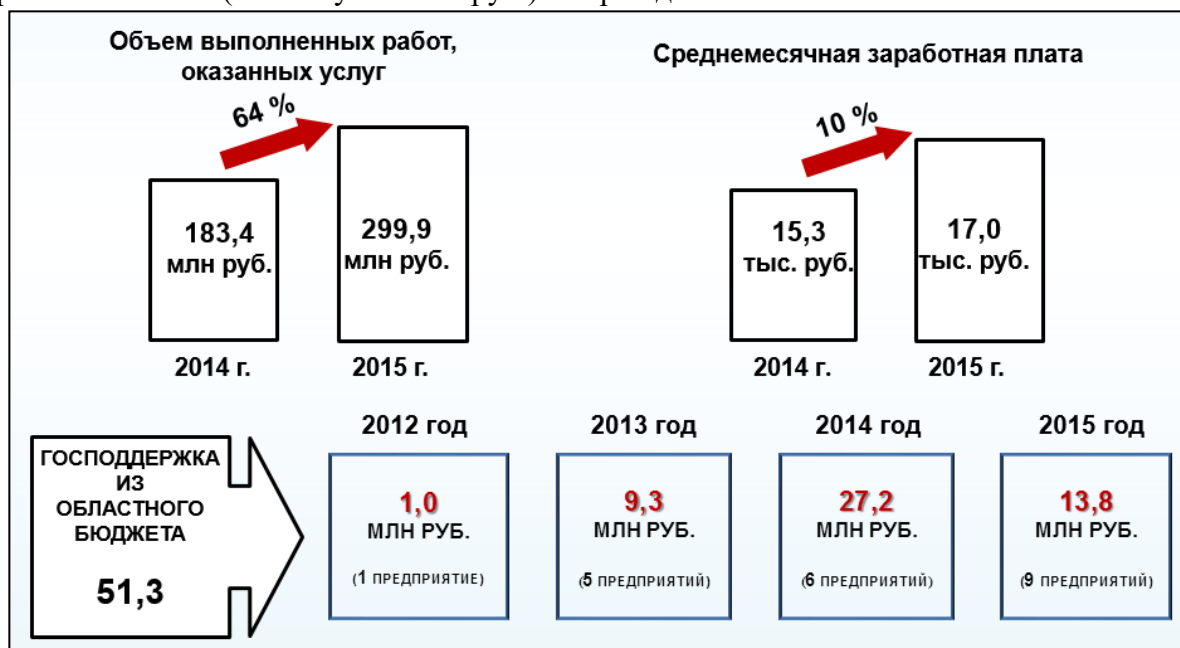 Объем выполненных работ,
оказанных услуг
64 %
183,4
млн руб.
299,9
млн руб.
2014 г.
2015 г.
Среднемесячная заработная плата
10 %
15,3
тыс. руб.
17,0
тыс. руб.
2014 г.
2015 г.
ГОСПОДДЕРЖКА
ИЗ
ОБЛАСТНОГО
БЮДЖЕТА
51,3
2012 год
1,0
МЛН РУБ.
(1 ПРЕДПРИЯТИЕ)
2013 год
9,3
МЛН РУБ.
(5 ПРЕДПРИЯТИЙ)
2014 год
27,2
МЛН РУБ.
(6 ПРЕДПРИЯТИЙ)
2015 год
13,8
МЛН РУБ.
(9 ПРЕДПРИЯТИЙ)